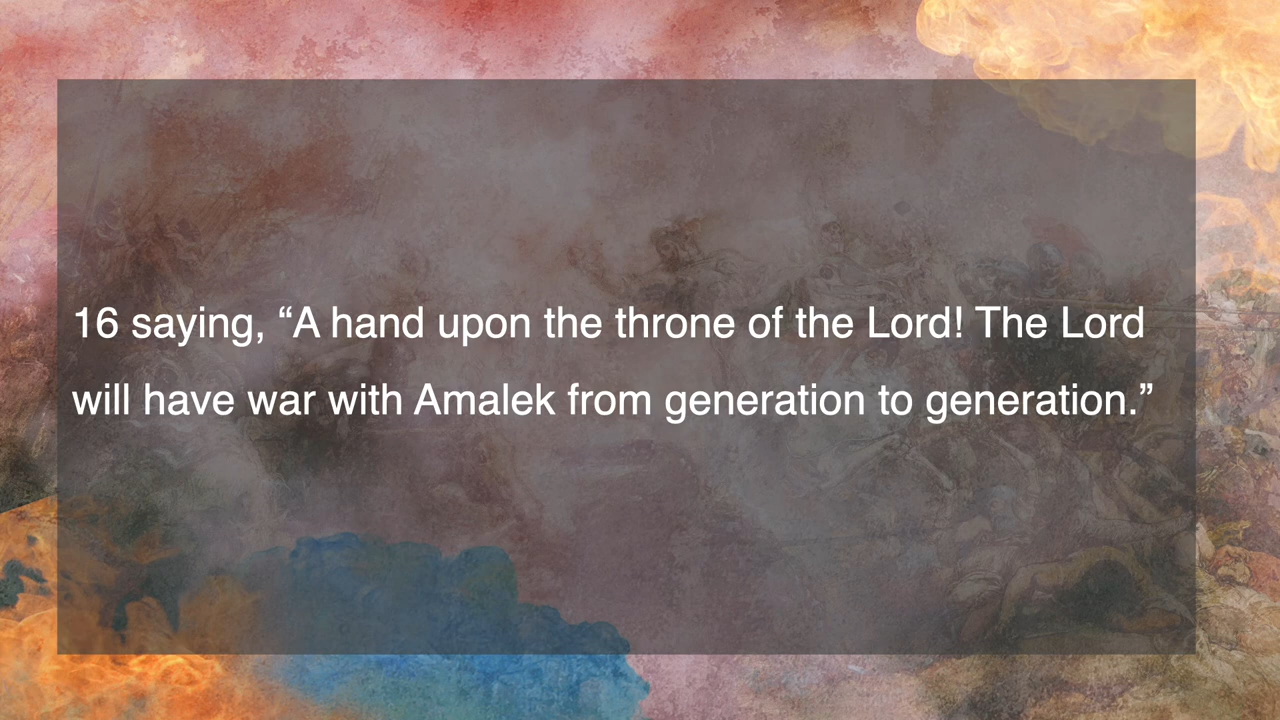 16 saying, “A hand upon the throne of the Lord! The Lord
will have war with Amalek from generation to generation.”